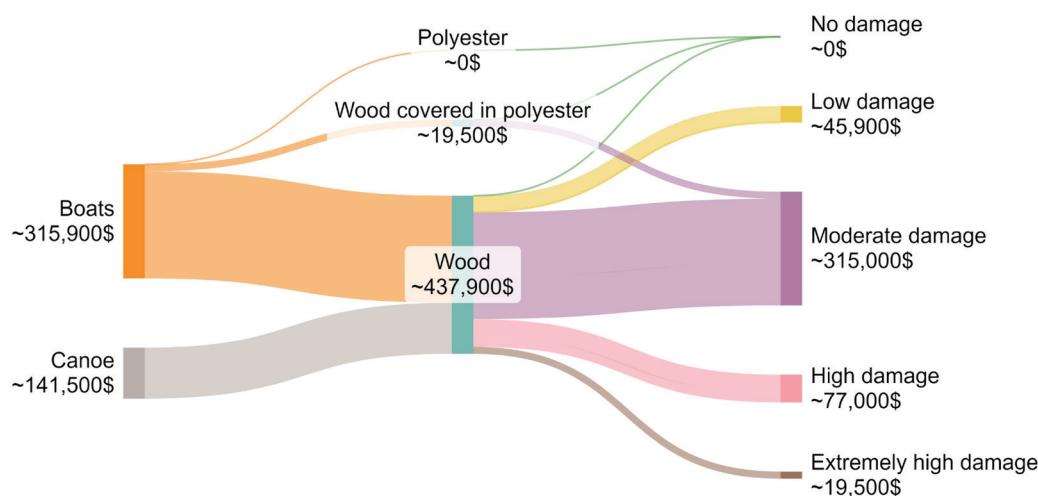 Boats
~315,900$
Canoe
~141,500$
Polyester
~0$
Wood covered in polyester
~19,500$
Wood
~437,900$
No damage
~0$
Low damage
~45,900$
Moderate damage
~315,000$
High damage
~77,000$
Extremely high damage
~19,500$